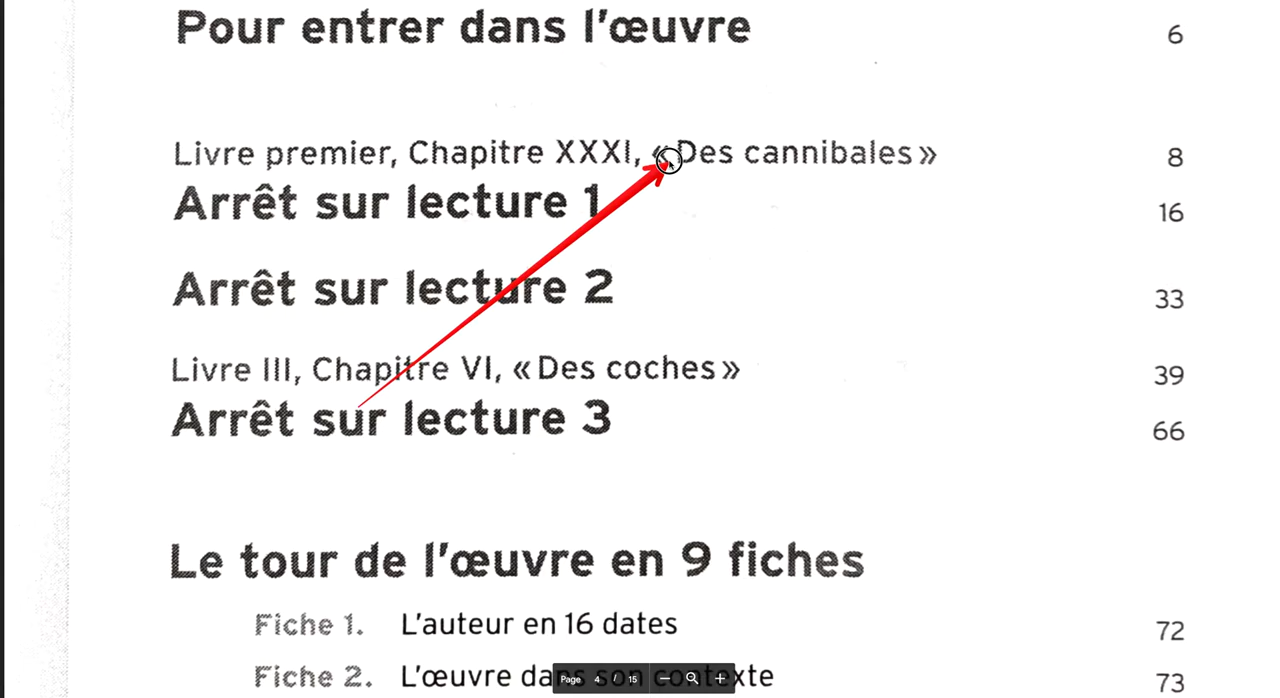 Pour entrer dans l'œuvre 6
Livre premier, Chapitre XXXI, « Des cannibales » 8
Arrêt sur lecture 1 16
Arrêt sur lecture 2 33
Livre III, Chapitre VI, « Des coches » 39
Arrêt sur lecture 3 66
Le tour de l'œuvre en 9 fiches
Fiche 1. L'auteur en 16 dates 72
Fiche 2. L'œuvre dans son contexte 73
Page 4 / 15